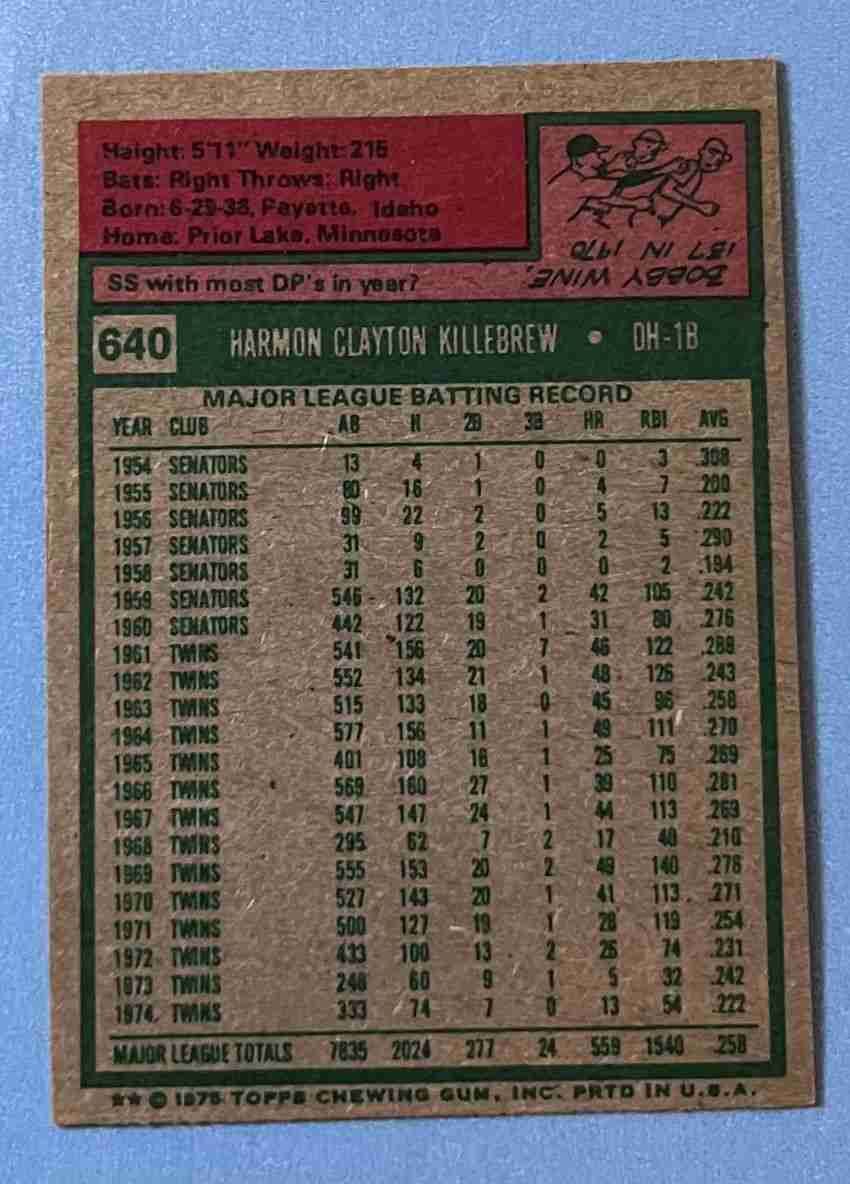 Height: 5'11" Weight: 215
Bats: Right Throws: Right
Born: 6-29-36, Payette, Idaho
Home: Prior Lake, Minnesota
SS with most DP's in year?
BOBBY WINE,
137 IN 1970
640 HARMON CLAYTON KILLEBREW • DH-1B
MAJOR LEAGUE BATTING RECORD
YEAR CLUB AB H 2B 3B HR RBI AVG
1954 SENATORS 13 4 1 0 0 3 .308
1955 SENATORS 80 16 1 0 4 7 .200
1956 SENATORS 99 22 2 0 5 13 .222
1957 SENATORS 31 9 2 0 2 5 .290
1958 SENATORS 31 6 0 0 0 2 .194
1959 SENATORS 546 132 20 2 42 105 .242
1960 SENATORS 442 122 19 1 31 80 .276
1961 TWINS 541 156 20 7 46 122 .288
1962 TWINS 552 134 21 1 48 126 .243
1963 TWINS 515 133 18 0 45 96 .258
1964 TWINS 577 156 11 1 49 111 .270
1965 TWINS 401 108 16 1 25 75 .269
1966 TWINS 569 160 27 1 39 110 .281
1967 TWINS 547 147 24 1 44 113 .269
1968 TWINS 295 62 7 2 17 40 .210
1969 TWINS 555 153 20 2 49 140 .276
1970 TWINS 527 143 20 1 41 113 .271
1971 TWINS 500 127 19 1 28 119 .254
1972 TWINS 433 100 13 2 26 74 .231
1973 TWINS 248 60 9 1 5 32 .242
1974 TWINS 333 74 7 0 13 54 .222
MAJOR LEAGUE TOTALS 7835 2024 277 24 559 1540 .258
★★ © 1975 TOPPS CHEWING GUM, INC. PRTD IN U.S.A.